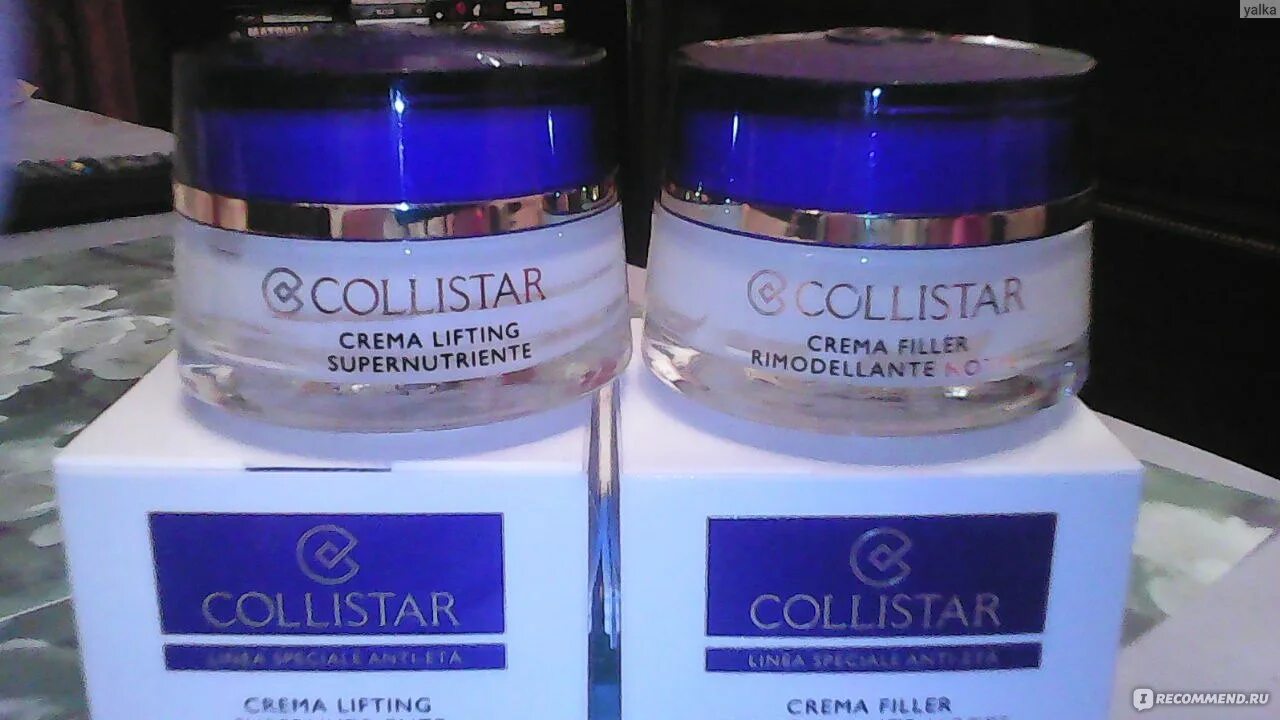 yalka
COLLISTAR
CREMA LIFTING
SUPERNUTRIENTE
COLLISTAR
CREMA FILLER
RIMODELLANTE
COLLISTAR
LINEA SPECIALE ANTI-ETÀ
CREMA LIFTING
COLLISTAR
LINEA SPECIALE ANTI-ETÀ
CREMA FILLER
IRECOMMEND.RU